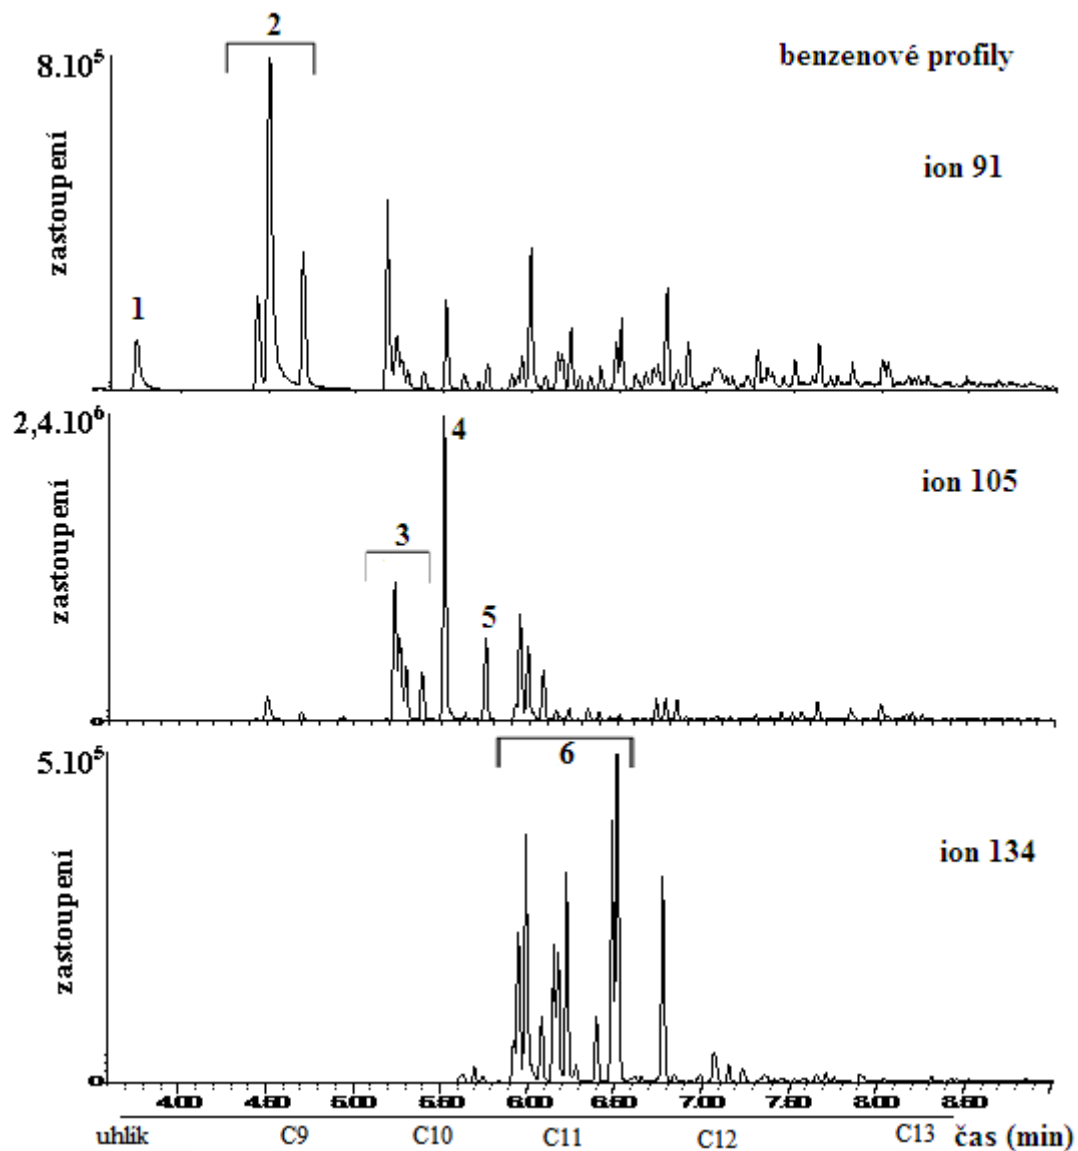 2
8.10⁵
benzenové profily
ion 91
zastoupení
1
2,4.10⁶
4
ion 105
3
5
zastoupení
0
5.10⁵
6
ion 134
zastoupení
0
4.00 4.50 5.00 5.50 6.00 6.50 7.00 7.50 8.00 8.50
uhlík C9 C10 C11 C12 C13 čas (min)